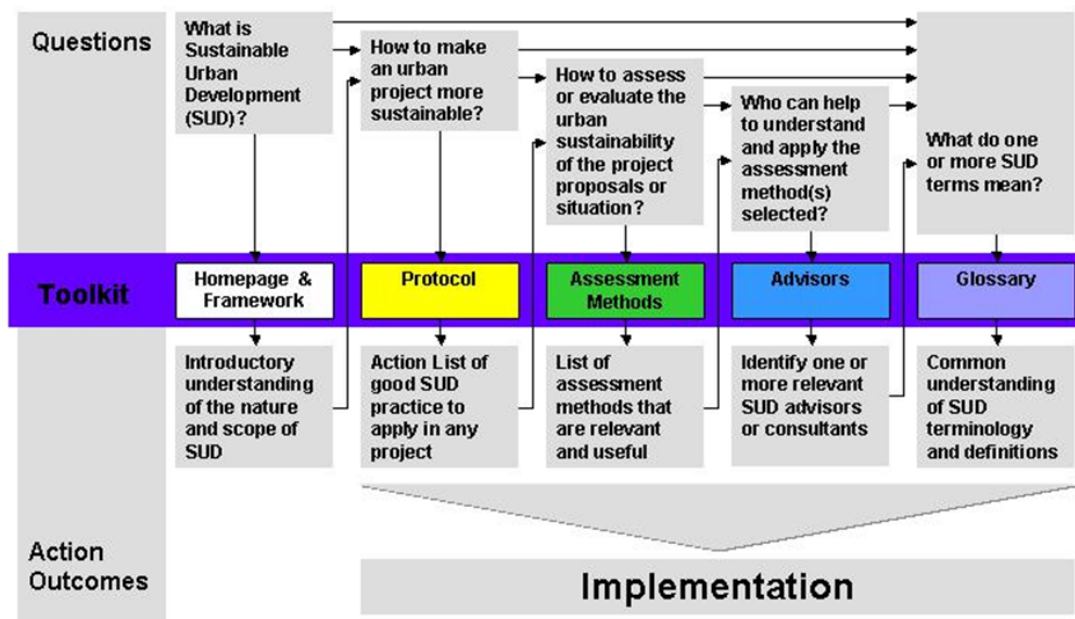 Questions
What is
Sustainable
Urban
Development
(SUD)?
How to make
an urban
project more
sustainable?
How to assess
or evaluate the
urban
sustainability
of the project
proposals or
situation?
Who can help
to understand
and apply the
assessment
method(s)
selected?
What do one
or more SUD
terms mean?
Toolkit
Homepage &
Framework
Protocol
Assessment
Methods
Advisors
Glossary
Introductory
understanding
of the nature
and scope of
SUD
Action List of
good SUD
practice to
apply in any
project
List of
assessment
methods that
are relevant
and useful
Identify one or
more relevant
SUD advisors
or consultants
Common
understanding
of SUD
terminology
and definitions
Action
Outcomes
Implementation